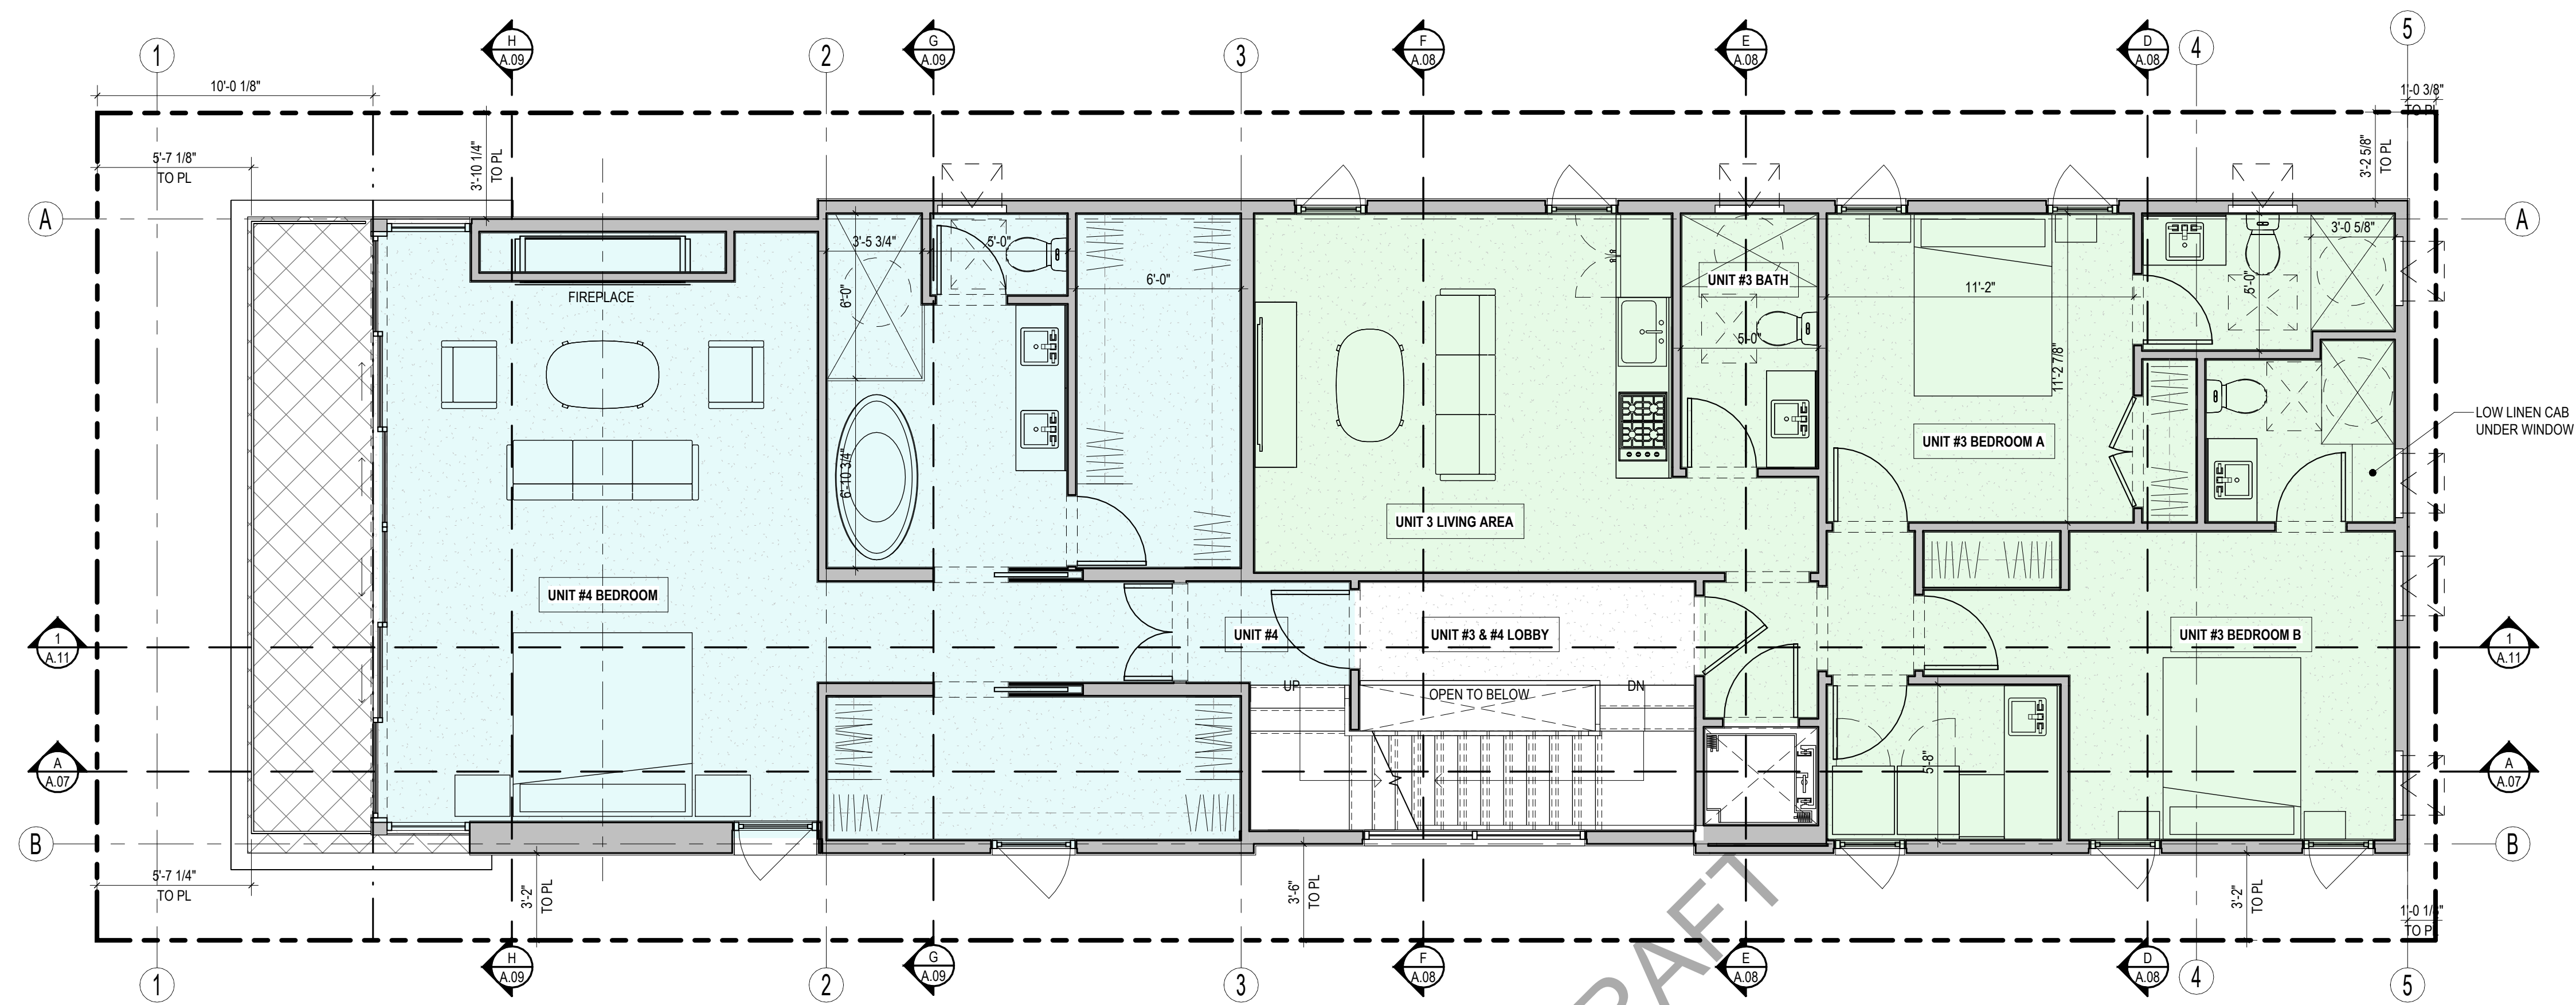 H
A.09
G
A.09
F
A.08
E
A.08
D
A.08
1
2
3
4
5
10'-0 1/8"
1'-0 3/8"
TO PL
5'-7 1/8"
TO PL
3'-10 1/4"
TO PL
3'-2 5/8"
TO PL
A
A
3'-5 3/4"
5'-0"
6'-0"
6'-0"
FIREPLACE
UNIT #3 BATH
5'-0"
11'-2"
11'-2 7/8"
5'-0"
3'-0 5/8"
LOW LINEN CAB
UNDER WINDOW
UNIT #3 BEDROOM A
6'-10 3/4"
UNIT 3 LIVING AREA
UNIT #4 BEDROOM
UNIT #4
UNIT #3 & #4 LOBBY
UNIT #3 BEDROOM B
1
A.11
1
A.11
UP
OPEN TO BELOW
DN
5'-8"
A
A.07
A
A.07
B
B
5'-7 1/4"
TO PL
3'-2"
TO PL
3'-6"
TO PL
3'-2"
TO PL
1'-0 1/8"
TO PL
RAFT
H
A.09
G
A.09
F
A.08
E
A.08
D
A.08
1
2
3
4
5